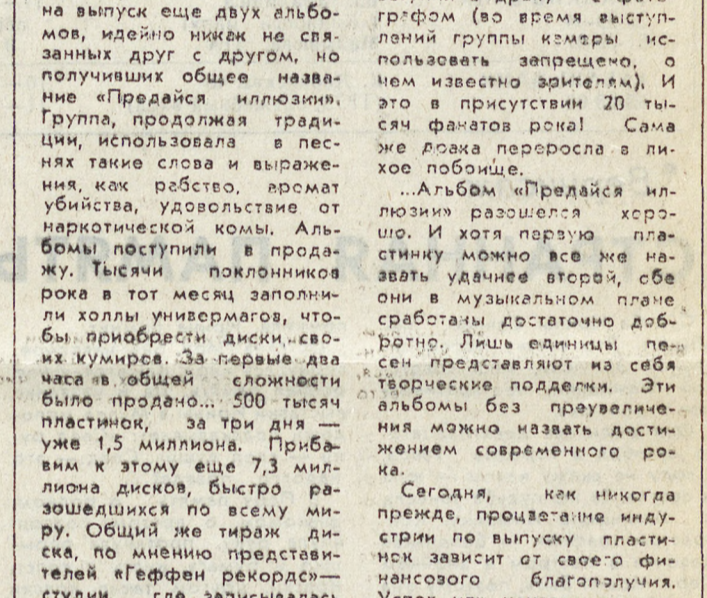 на выпуск еще двух альбо-
мов, идейно никак не свя-
занных друг с другом, но
получивших общее назва-
ние «Предайся иллюзии».
Группа, продолжая тради-
ции, использовала в пес-
нях такие слова и выраже-
ния, как рабство, аромат
убийства, удовольствие от
наркотической комы. Аль-
бомы поступили в прода-
жу. Тысячи поклонников
рока в тот месяц заполни-
ли холлы универмагов, что-
бы приобрести диски сво-
их кумиров. За первые два
часа в общей сложности
было продано... 500 тысяч
пластинок, за три дня —
уже 1,5 миллиона. Приба-
вим к этому еще 7,3 мил-
лиона дисков, быстро ра-
зошедшихся по всему ми-
ру. Общий же тираж ди-
ска, по мнению представи-
телей «Геффен рекордс»—
студии, где записывалась
графом (во время выступ-
лений группы камеры ис-
пользовать запрещено, о
чем известно зрителям). И
это в присутствии 20 ты-
сяч фанатов рока! Сама
же драка переросла в ли-
хое побоище.
...Альбом «Предайся ил-
люзии» разошелся хоро-
шо. И хотя первую пла-
стинку можно все же на-
звать удачнее второй, обе
они в музыкальном плане
сработаны достаточно доб-
ротно. Лишь единицы пе-
сен представляют из себя
творческие подделки. Эти
альбомы без преувеличе-
ния можно назвать дости-
жением современного ро-
ка.
Сегодня, как никогда
прежде, процветание инду-
стрии по выпуску пласти-
нок зависит от своего фи-
нансового благополучия.